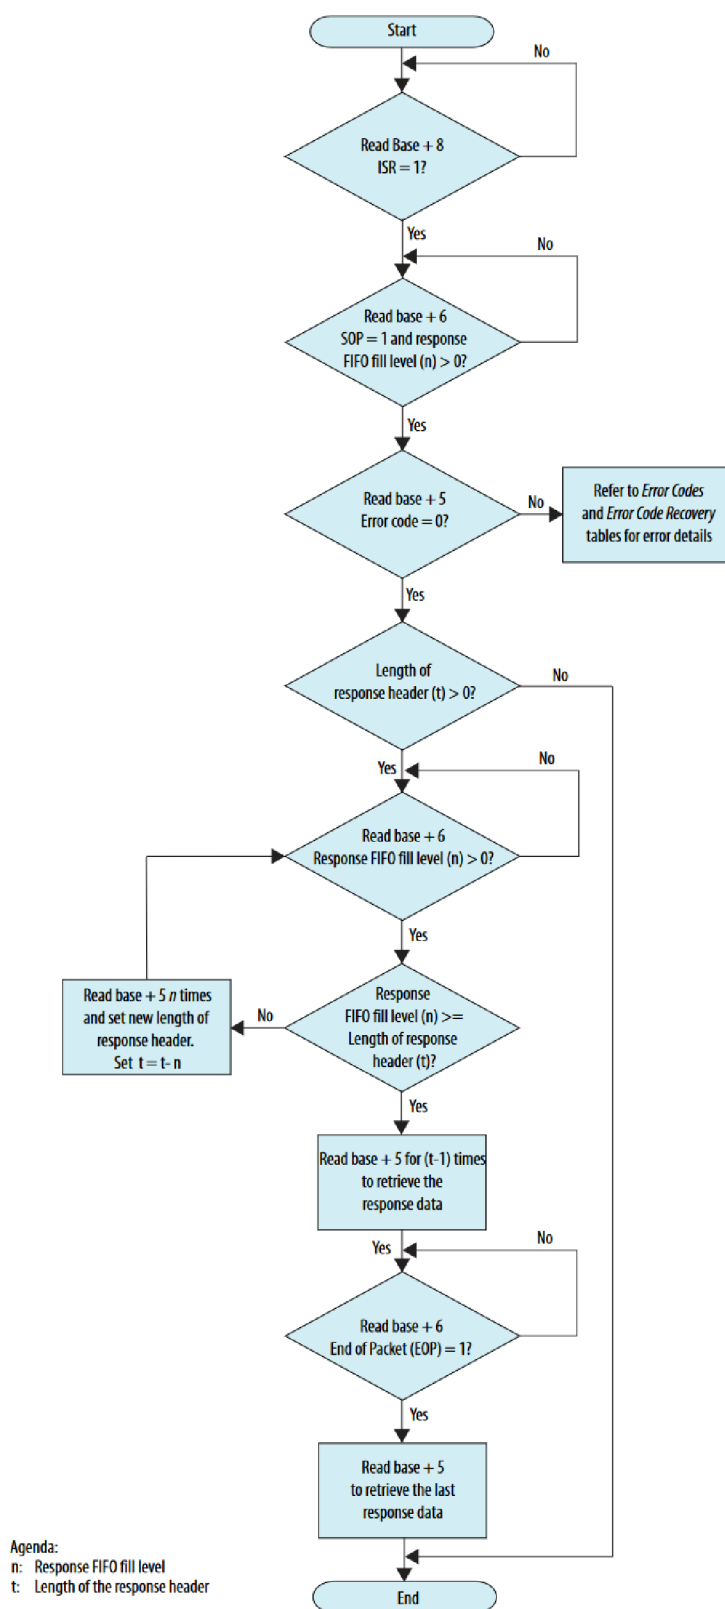 Start
No
Read Base + 8
ISR = 1?
Yes
No
Read base + 6
SOP = 1 and response
FIFO fill level (n) > 0?
Yes
Read base + 5
Error code = 0?
No
Refer to Error Codes
and Error Code Recovery
tables for error details
Yes
Length of
response header (t) > 0?
No
Yes
No
Read base + 6
Response FIFO fill level (n) > 0?
Yes
Read base + 5 n times
and set new length of
response header.
Set t = t- n
No
Response
FIFO fill level (n) >=
Length of response
header (t)?
Yes
Read base + 5 for (t-1) times
to retrieve the
response data
Yes
No
Read base + 6
End of Packet (EOP) = 1?
Yes
Read base + 5
to retrieve the last
response data
Agenda:
n: Response FIFO fill level
t: Length of the response header
End